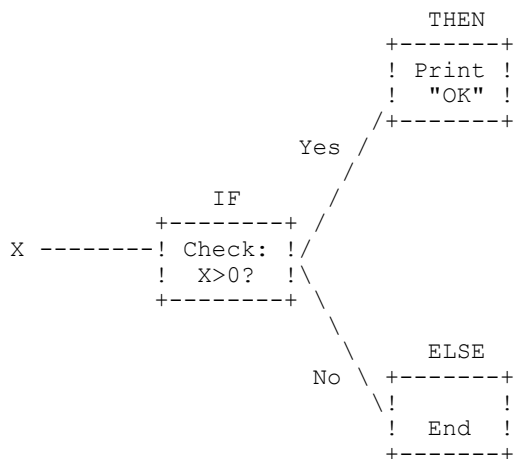 THEN
Print
"OK"
Yes
IF
X
Check:
X>0?
ELSE
No
End